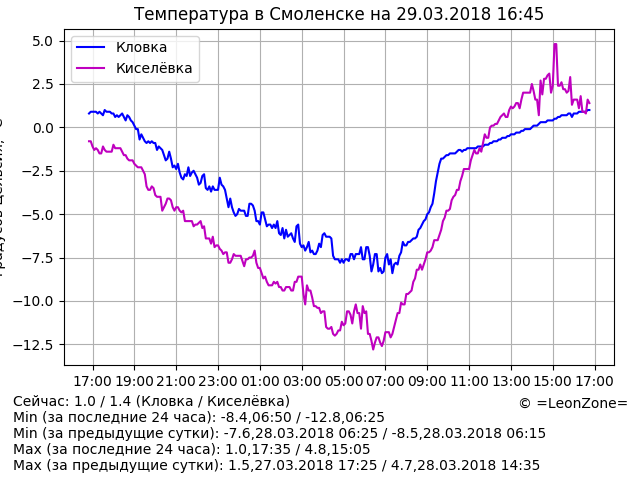 Температура в Смоленске на 29.03.2018 16:45
Кловка
Киселёвка
5.0
2.5
0.0
−2.5
−5.0
−7.5
−10.0
−12.5
17:00 19:00 21:00 23:00 01:00 03:00 05:00 07:00 09:00 11:00 13:00 15:00 17:00
Сейчас: 1.0 / 1.4 (Кловка / Киселёвка)
© =LeonZone=
Min (за последние 24 часа): -8.4,06:50 / -12.8,06:25
Min (за предыдущие сутки): -7.6,28.03.2018 06:25 / -8.5,28.03.2018 06:15
Max (за последние 24 часа): 1.0,17:35 / 4.8,15:05
Max (за предыдущие сутки): 1.5,27.03.2018 17:25 / 4.7,28.03.2018 14:35